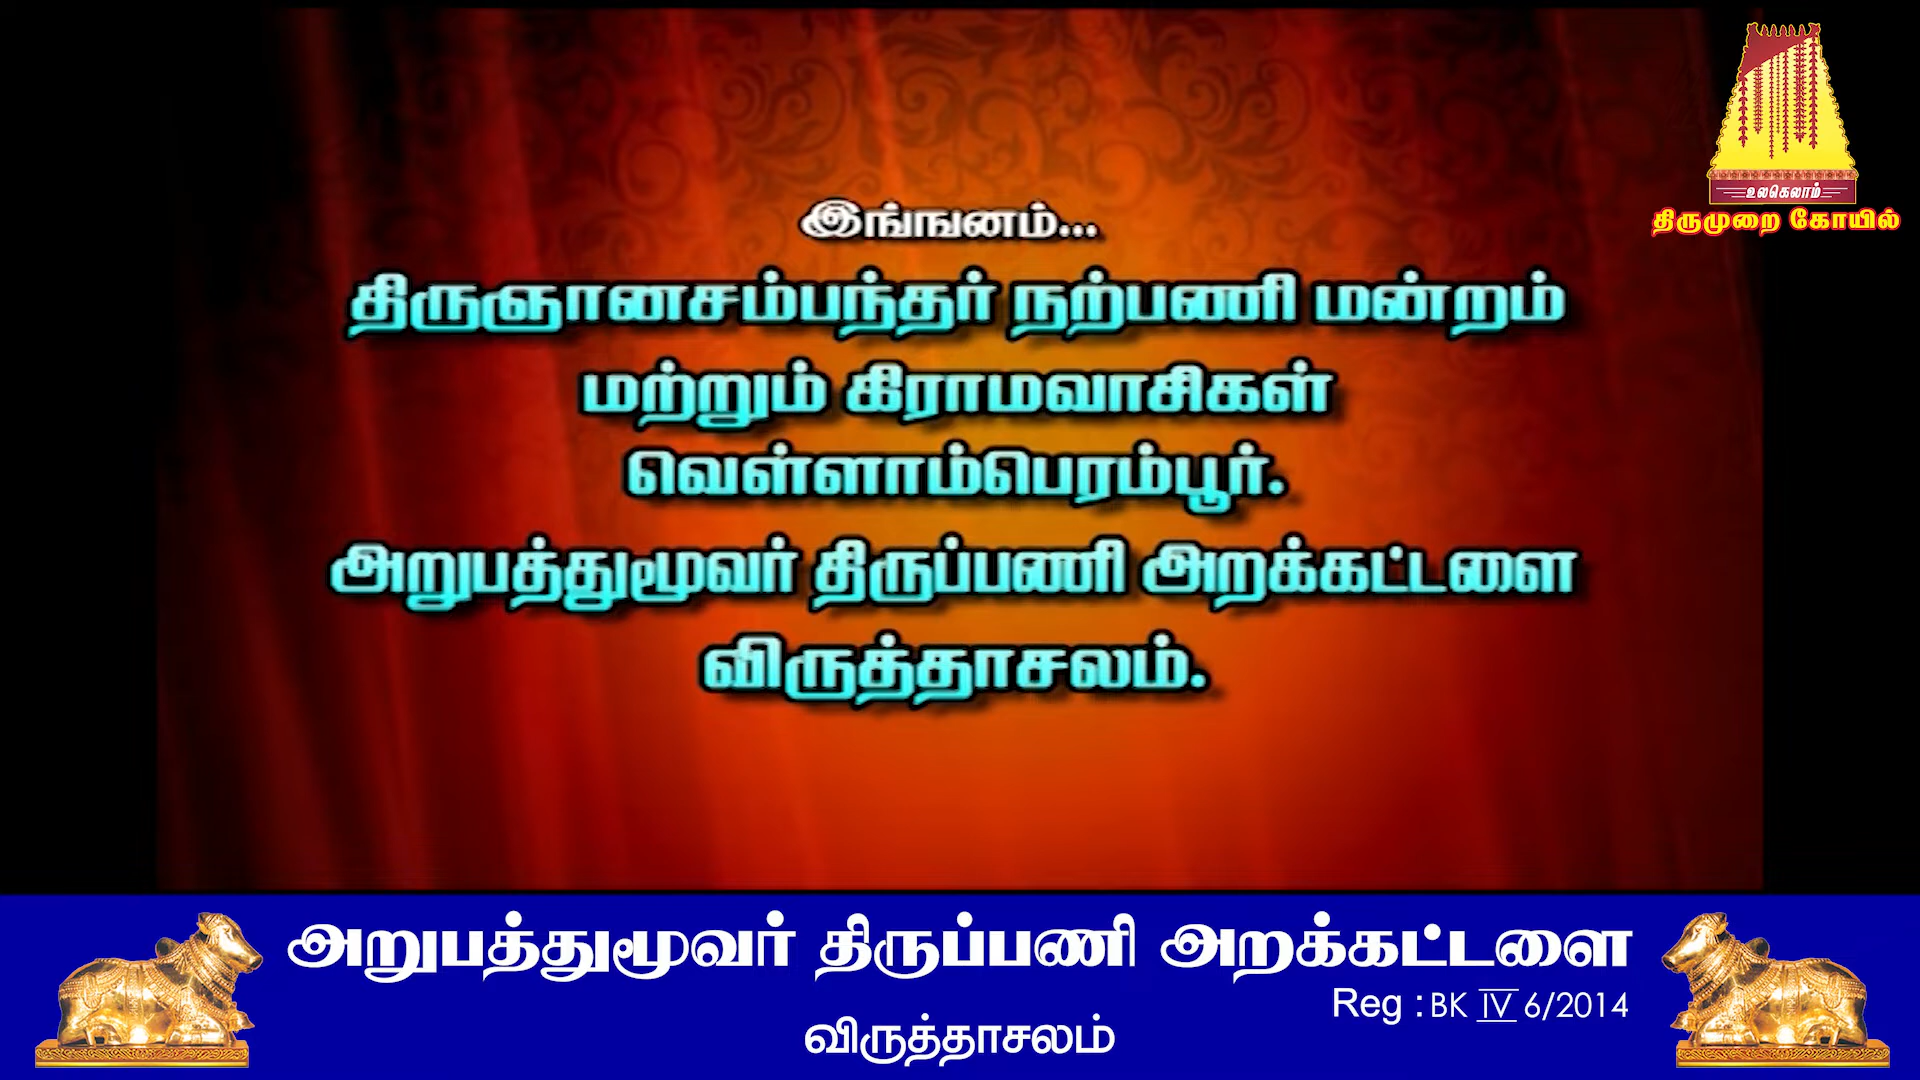 உலகெலாம்
திருமுறை கோயில்
இங்ஙனம்...
திருஞானசம்பந்தர் நற்பணி மன்றம்
மற்றும் கிராமவாசிகள்
வெள்ளாம்பெரம்பூர்.
அறுபத்துமூவர் திருப்பணி அறக்கட்டளை
விருத்தாசலம்.
அறுபத்துமூவர் திருப்பணி அறக்கட்டளை
Reg : BK IV 6/2014
விருத்தாசலம்